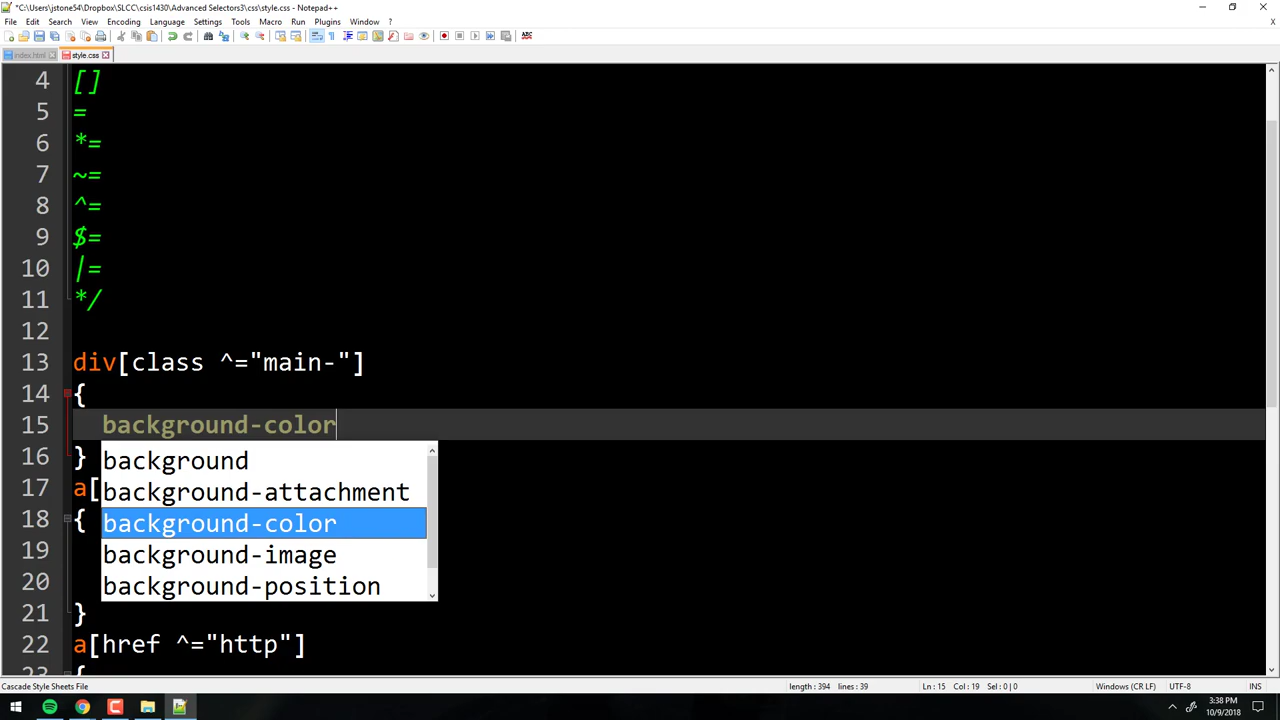 *C:\Users\jstone54\Dropbox\SLCC\csis1430\Advanced Selectors3\css\style.css - Notepad++
File Edit Search View Encoding Language Settings Tools Macro Run Plugins Window ?
index.html style.css
ABC
4 []
5 =
6 *=
7 ~=
8 ^=
9 $=
10 |=
11 */
12
13 div[class ^="main-"]
14 {
15 background-color
16 }
background
background-attachment
background-color
background-image
background-position
17 a[
18 {
19
20
21 }
22 a[href ^="http"]
23 {
Cascade Style Sheets File length : 394 lines : 39 Ln : 15 Col : 19 Sel : 0 | 0 Windows (CR LF) UTF-8 INS
3:38 PM
10/9/2018